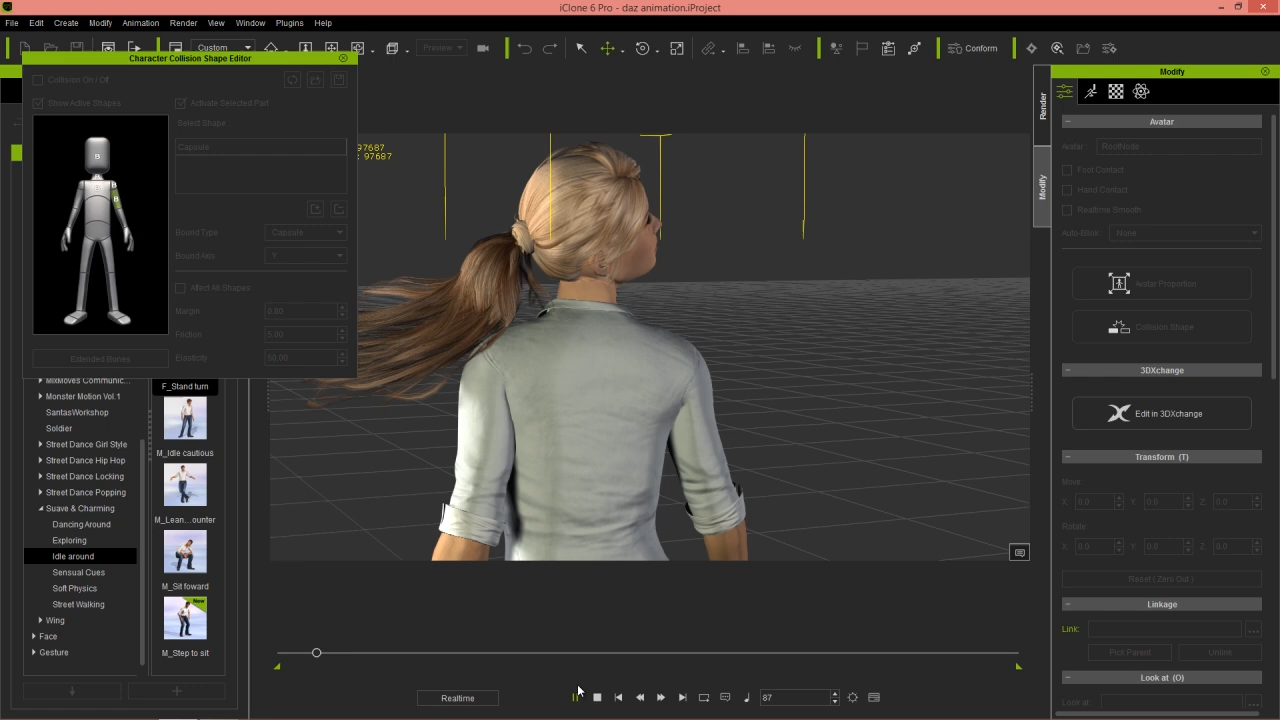 iClone 6 Pro - daz animation.iProject
File Edit Create Modify Animation Render View Window Plugins Help
Custom Preview Conform
Character Collision Shape Editor
Collision On / Off
Show Active Shapes
Activate Selected Part
Select Shape :
Capsule
B
B
B
Bound Type Capsule
Bound Axis Y
Affect All Shapes
Margin 0.80
Friction 5.00
Elasticity 50.00
Extended Bones
97687
: 97687
MixMoves Communic...
Monster Motion Vol.1
SantasWorkshop
Soldier
Street Dance Girl Style
Street Dance Hip Hop
Street Dance Locking
Street Dance Popping
Suave & Charming
Dancing Around
Exploring
Idle around
Sensual Cues
Soft Physics
Street Walking
Wing
Face
Gesture
F_Stand turn
M_Idle cautious
M_Lean...ounter
M_Sit foward
New
M_Step to sit
Realtime
87
Render
Modify
Modify
Avatar
Avatar : RootNode
Foot Contact
Hand Contact
Realtime Smooth
Auto-Blink: None
Avatar Proportion
Collision Shape
3DXchange
Edit in 3DXchange
Transform (T)
Move:
X: 0.0 Y: 0.0 Z: 0.0
Rotate:
X: 0.0 Y: 0.0 Z: 0.0
Reset ( Zero Out )
Linkage
Link:
Pick Parent Unlink
Look at (O)
Look at: